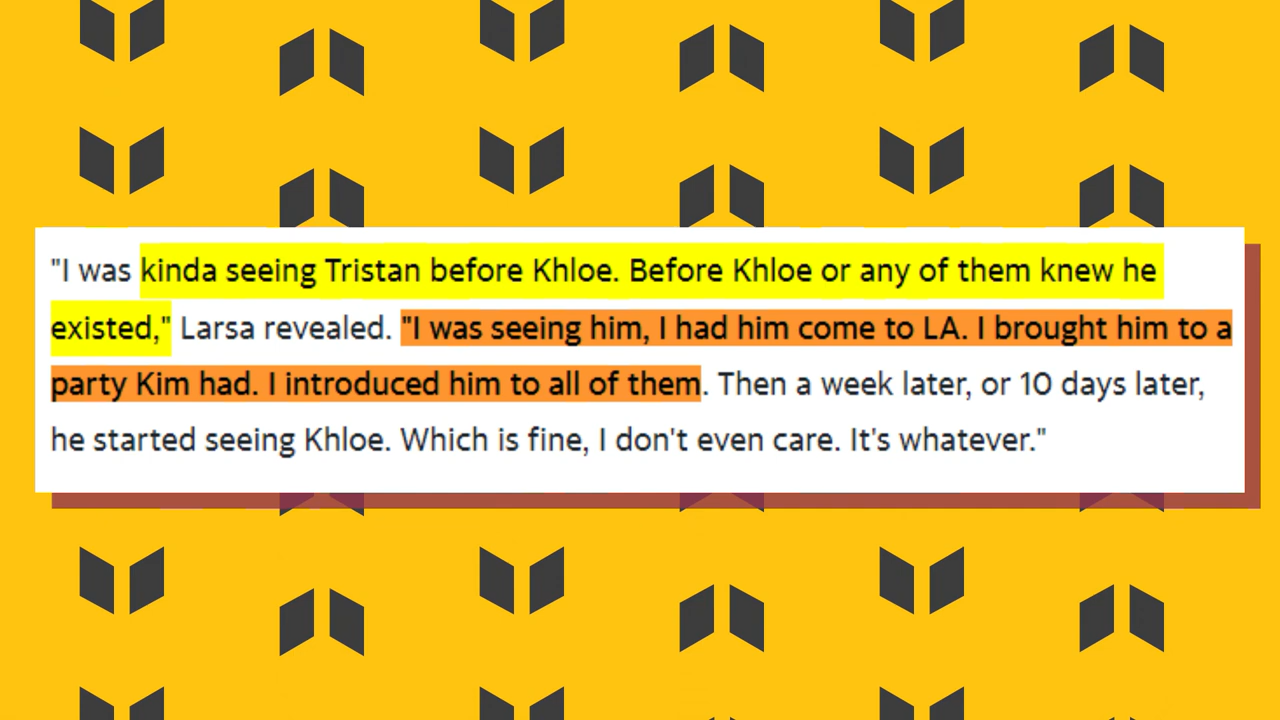 "I was kinda seeing Tristan before Khloe. Before Khloe or any of them knew he
existed," Larsa revealed. "I was seeing him, I had him come to LA. I brought him to a
party Kim had. I introduced him to all of them. Then a week later, or 10 days later,
he started seeing Khloe. Which is fine, I don't even care. It's whatever."